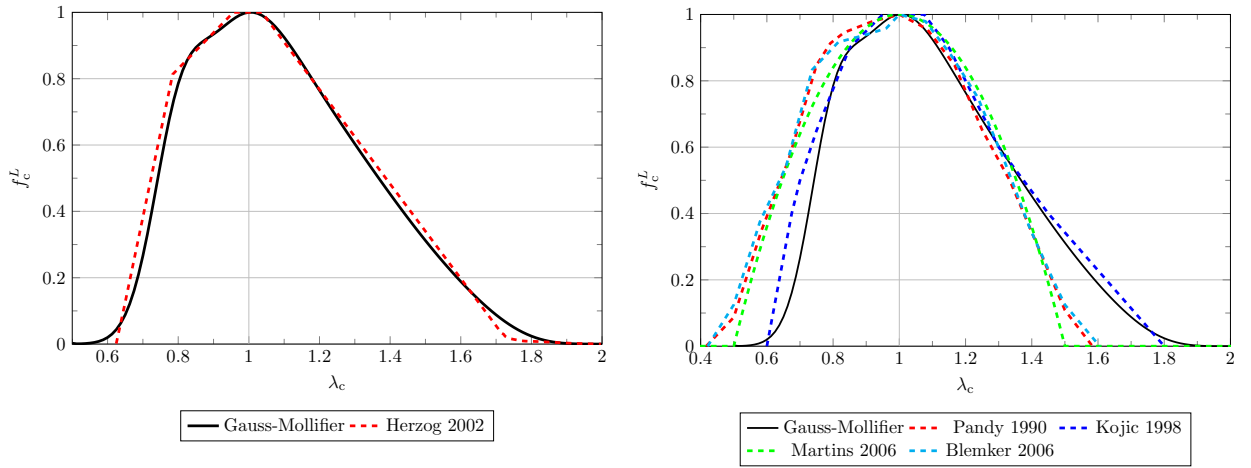 1
0.8
0.6
0.4
0.2
0
0.6 0.8 1 1.2 1.4 1.6 1.8 2
f_c^L
λ_c
Gauss-Mollifier Herzog 2002
1
0.8
0.6
0.4
0.2
0
0.4 0.6 0.8 1 1.2 1.4 1.6 1.8 2
f_c^L
λ_c
Gauss-Mollifier Pandy 1990 Kojic 1998
Martins 2006 Blemker 2006